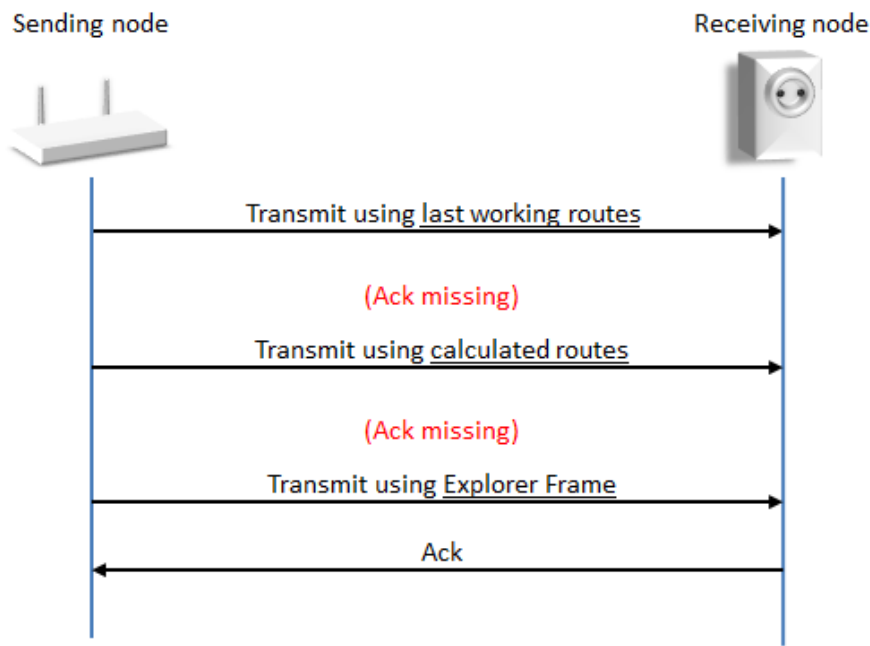 Sending node
Receiving node
Transmit using last working routes
(Ack missing)
Transmit using calculated routes
(Ack missing)
Transmit using Explorer Frame
Ack